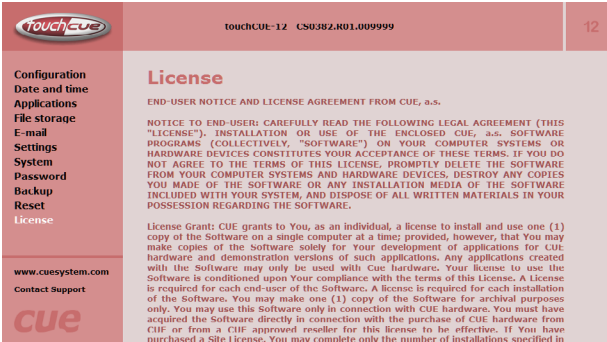 touchcue
touchCUE-12 CS0382.R01.009999
12
Configuration
Date and time
Applications
File storage
E-mail
Settings
System
Password
Backup
Reset
License
www.cuesystem.com
Contact Support
cue
License
END-USER NOTICE AND LICENSE AGREEMENT FROM CUE, a.s.
NOTICE TO END-USER: CAREFULLY READ THE FOLLOWING LEGAL AGREEMENT (THIS
"LICENSE"). INSTALLATION OR USE OF THE ENCLOSED CUE, a.s. SOFTWARE
PROGRAMS (COLLECTIVELY, "SOFTWARE") ON YOUR COMPUTER SYSTEMS OR
HARDWARE DEVICES CONSTITUTES YOUR ACCEPTANCE OF THESE TERMS. IF YOU DO
NOT AGREE TO THE TERMS OF THIS LICENSE, PROMPTLY DELETE THE SOFTWARE
FROM YOUR COMPUTER SYSTEMS AND HARDWARE DEVICES, DESTROY ANY COPIES
YOU MADE OF THE SOFTWARE OR ANY INSTALLATION MEDIA OF THE SOFTWARE
INCLUDED WITH YOUR SYSTEM, AND DISPOSE OF ALL WRITTEN MATERIALS IN YOUR
POSSESSION REGARDING THE SOFTWARE.
License Grant: CUE grants to You, as an individual, a license to install and use one (1)
copy of the Software on a single computer at a time; provided, however, that You may
make copies of the Software solely for Your development of applications for CUE
hardware and demonstration versions of such applications. Any applications created
with the Software may only be used with Cue hardware. Your license to use the
Software is conditioned upon Your compliance with the terms of this License. A License
is required for each end-user of the Software. A license is required for each installation
of the Software. You may make one (1) copy of the Software for archival purposes
only. You may use this Software only in connection with CUE hardware. You must have
acquired the Software directly in connection with the purchase of CUE hardware from
CUE or from a CUE approved reseller for this license to be effective. If You have
purchased a Site License, You may complete only the number of installations specified in